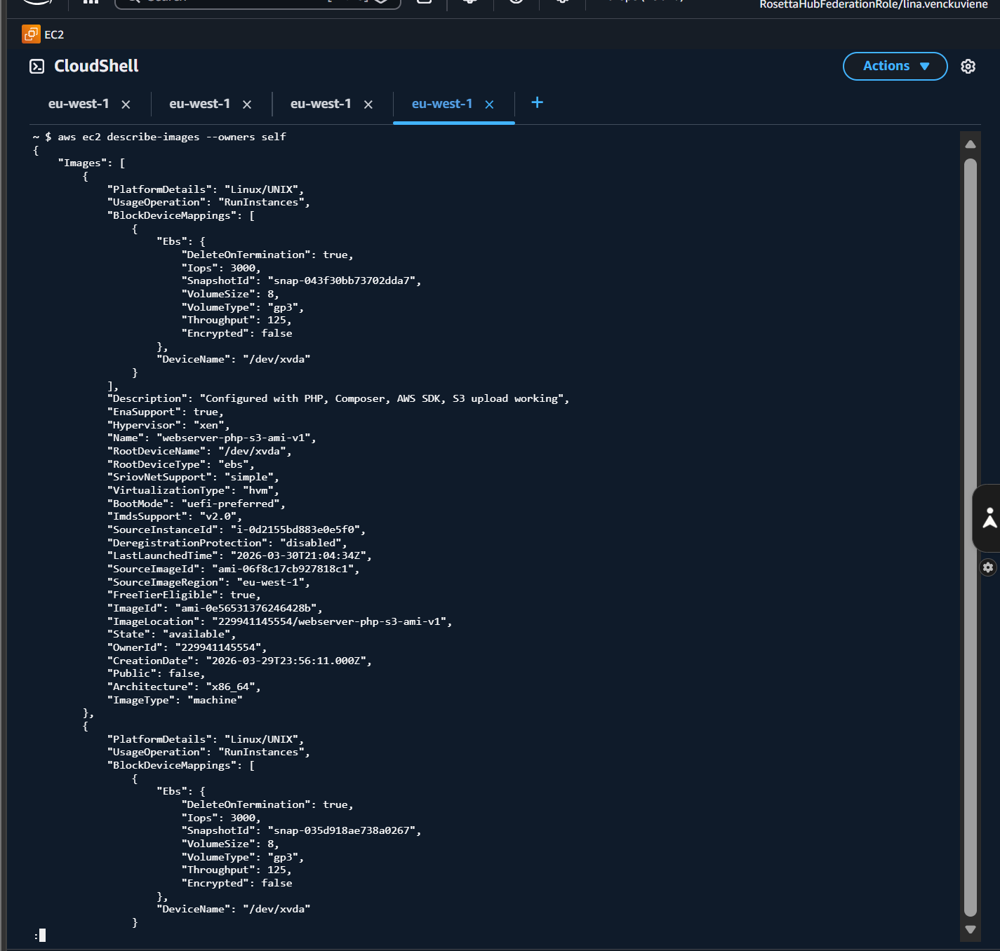 RosettaHubFederationRole/lina.venckuviene
EC2
CloudShell
Actions
eu-west-1
eu-west-1
eu-west-1
eu-west-1
~ $ aws ec2 describe-images --owners self
{
    "Images": [
        {
            "PlatformDetails": "Linux/UNIX",
            "UsageOperation": "RunInstances",
            "BlockDeviceMappings": [
                {
                    "Ebs": {
                        "DeleteOnTermination": true,
                        "Iops": 3000,
                        "SnapshotId": "snap-043f30bb73702dda7",
                        "VolumeSize": 8,
                        "VolumeType": "gp3",
                        "Throughput": 125,
                        "Encrypted": false
                    },
                    "DeviceName": "/dev/xvda"
                }
            ],
            "Description": "Configured with PHP, Composer, AWS SDK, S3 upload working",
            "EnaSupport": true,
            "Hypervisor": "xen",
            "Name": "webserver-php-s3-ami-v1",
            "RootDeviceName": "/dev/xvda",
            "RootDeviceType": "ebs",
            "SriovNetSupport": "simple",
            "VirtualizationType": "hvm",
            "BootMode": "uefi-preferred",
            "ImdsSupport": "v2.0",
            "SourceInstanceId": "i-0d2155bd883e0e5f0",
            "DeregistrationProtection": "disabled",
            "LastLaunchedTime": "2026-03-30T21:04:34Z",
            "SourceImageId": "ami-06f8c17cb927818c1",
            "SourceImageRegion": "eu-west-1",
            "FreeTierEligible": true,
            "ImageId": "ami-0e56531376246428b",
            "ImageLocation": "229941145554/webserver-php-s3-ami-v1",
            "State": "available",
            "OwnerId": "229941145554",
            "CreationDate": "2026-03-29T23:56:11.000Z",
            "Public": false,
            "Architecture": "x86_64",
            "ImageType": "machine"
        },
        {
            "PlatformDetails": "Linux/UNIX",
            "UsageOperation": "RunInstances",
            "BlockDeviceMappings": [
                {
                    "Ebs": {
                        "DeleteOnTermination": true,
                        "Iops": 3000,
                        "SnapshotId": "snap-035d918ae738a0267",
                        "VolumeSize": 8,
                        "VolumeType": "gp3",
                        "Throughput": 125,
                        "Encrypted": false
                    },
                    "DeviceName": "/dev/xvda"
                }
: